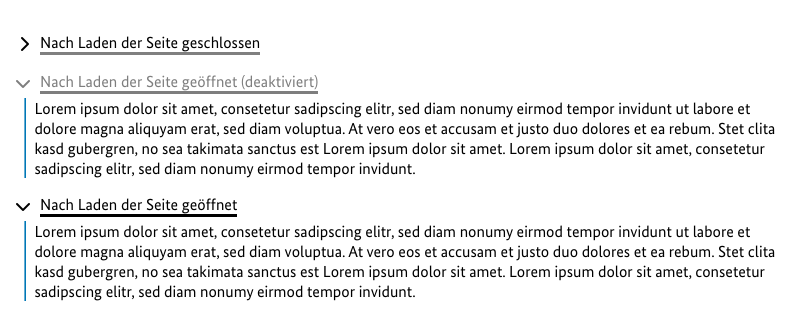 Nach Laden der Seite geschlossen
Nach Laden der Seite geöffnet (deaktiviert)
Lorem ipsum dolor sit amet, consetetur sadipscing elitr, sed diam nonumy eirmod tempor invidunt ut labore et
dolore magna aliquyam erat, sed diam voluptua. At vero eos et accusam et justo duo dolores et ea rebum. Stet clita
kasd gubergren, no sea takimata sanctus est Lorem ipsum dolor sit amet. Lorem ipsum dolor sit amet, consetetur
sadipscing elitr, sed diam nonumy eirmod tempor invidunt.
Nach Laden der Seite geöffnet
Lorem ipsum dolor sit amet, consetetur sadipscing elitr, sed diam nonumy eirmod tempor invidunt ut labore et
dolore magna aliquyam erat, sed diam voluptua. At vero eos et accusam et justo duo dolores et ea rebum. Stet clita
kasd gubergren, no sea takimata sanctus est Lorem ipsum dolor sit amet. Lorem ipsum dolor sit amet, consetetur
sadipscing elitr, sed diam nonumy eirmod tempor invidunt.